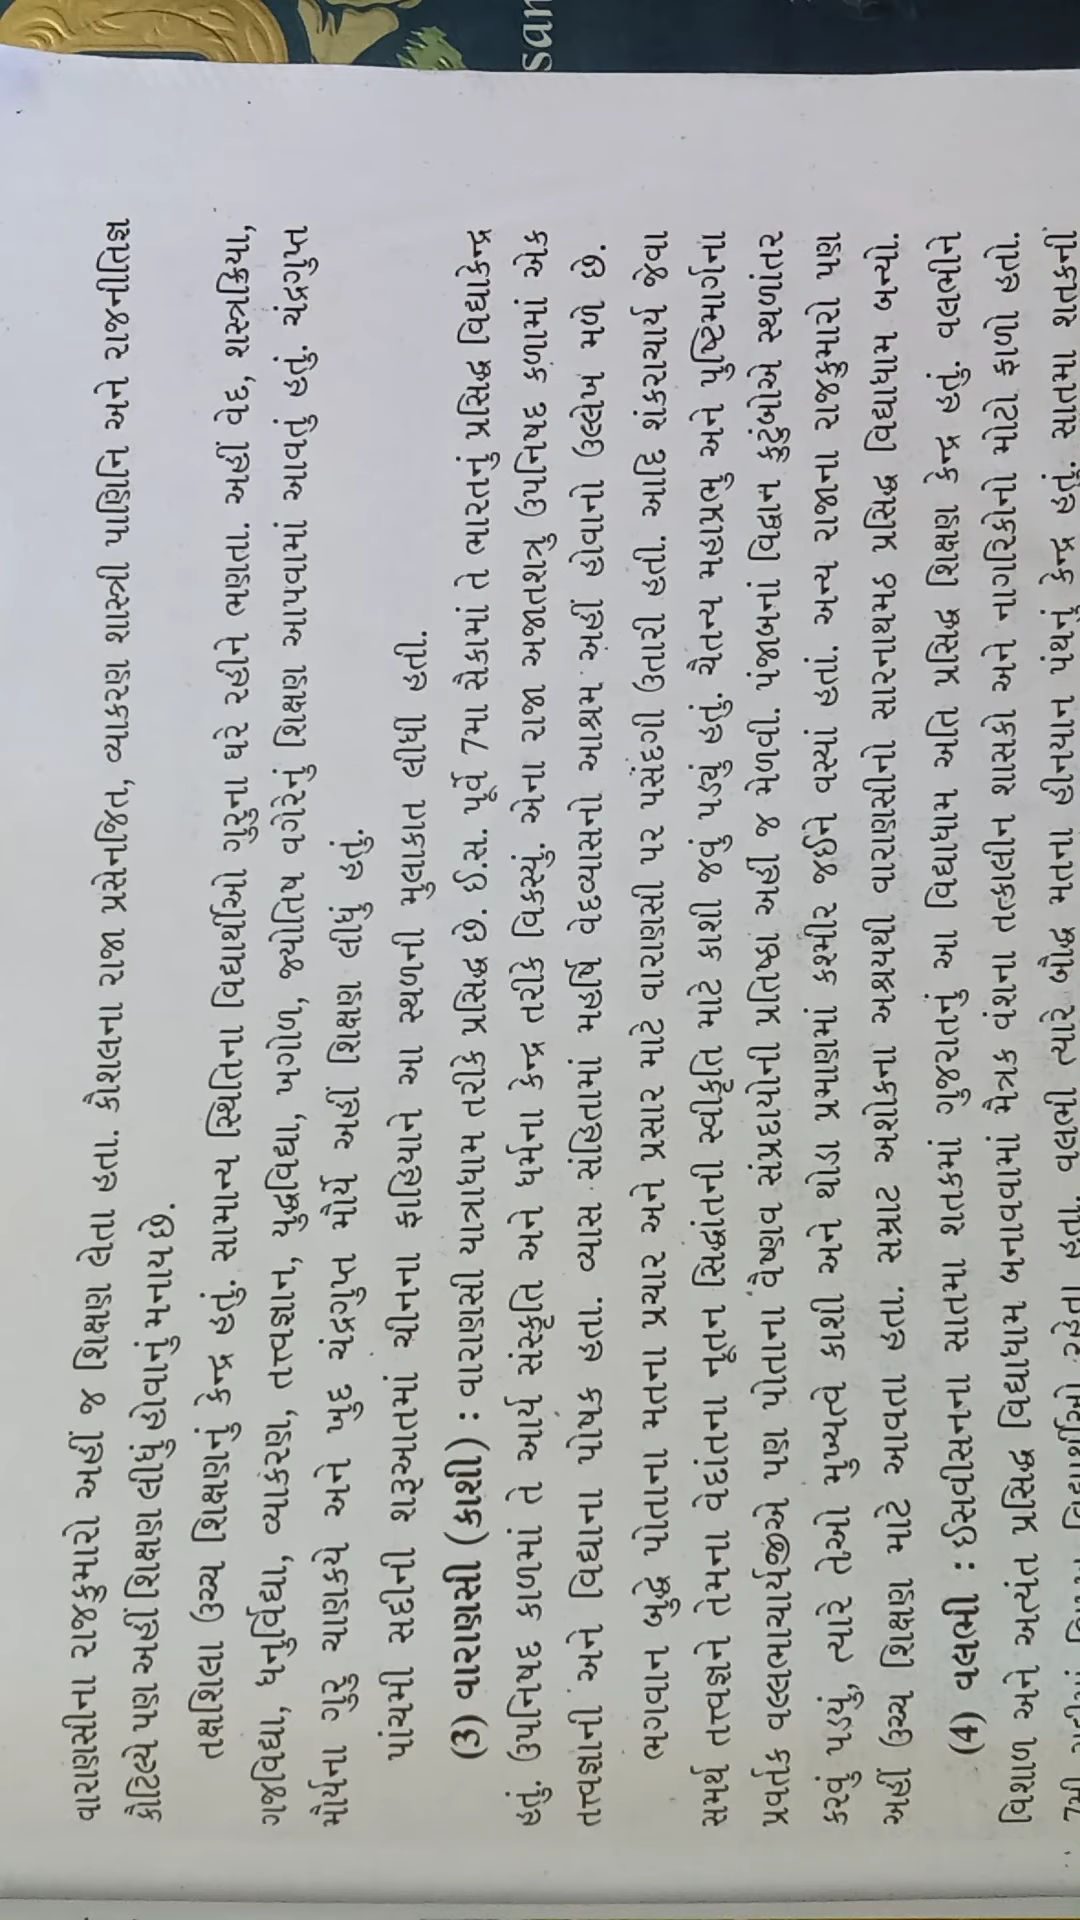 san
વારાણસીના રાજકુમારો અહીં જ શિક્ષણ લેતા હતા. કૌશલના રાજા પ્રસેનજિત, વ્યાકરણ શાસ્ત્રી પાણિનિ અને રાજનીતિજ્ઞ
કૌટિલ્યે પણ અહીં શિક્ષણ લીધું હોવાનું મનાય છે.
તક્ષશિલા ઉચ્ચ શિક્ષણનું કેન્દ્ર હતું. સામાન્ય સ્થિતિના વિદ્યાર્થીઓ ગુરુના ઘરે રહીને ભણતા. અહીં વેદ, શસ્ત્રક્રિયા,
ગજવિદ્યા, ધનુર્વિદ્યા, વ્યાકરણ, તત્ત્વજ્ઞાન, યુદ્ધવિદ્યા, ખગોળ, જ્યોતિષ વગેરેનું શિક્ષણ આપવામાં આવતું હતું. ચંદ્રગુપ્ત
મૌર્યના ગુરુ ચાણક્યે અને ખુદ ચંદ્રગુપ્ત મૌર્યે અહીં શિક્ષણ લીધું હતું.
પાંચમી સદીની શરૂઆતમાં ચીનના ફાહિયાને આ સ્થળની મુલાકાત લીધી હતી.
(3) વારાણસી (કાશી) : વારાણસી યાત્રાધામ તરીકે પ્રસિદ્ધ છે. ઈ.સ. પૂર્વે 7મા સૈકામાં તે ભારતનું પ્રસિદ્ધ વિદ્યાકેન્દ્ર
હતું. ઉપનિષદ કાળમાં તે આર્ય સંસ્કૃતિ અને ધર્મના કેન્દ્ર તરીકે વિકસ્યું. એના રાજા અજાતશત્રુ ઉપનિષદ કળામાં એક
તત્ત્વજ્ઞાની અને વિદ્યાના પોષક હતા. વ્યાસ સંહિતામાં મહર્ષિ વેદવ્યાસનો આશ્રમ અહીં હોવાનો ઉલ્લેખ મળે છે.
ભગવાન બુદ્ધે પોતાના મતના પ્રચાર અને પ્રસાર માટે વારાણસી પર પસંદગી ઉતારી હતી. આદિ શંકરાચાર્ય જેવા
સમર્થ તત્ત્વજ્ઞને તેમના વેદાંતના નૂતન સિદ્ધાંતની સ્વીકૃતિ માટે કાશી જવું પડ્યું હતું. ચૈતન્ય મહાપ્રભુ અને પુષ્ટિમાર્ગના
પ્રવર્તક વલ્લભાચાર્યજીએ પણ પોતાના વૈષ્ણવ સંપ્રદાયોની પ્રતિષ્ઠા અહીં જ મેળવી. પંજાબનાં વિદ્વાન કુટુંબોએ સ્થળાંતર
કરવું પડ્યું, ત્યારે તેઓ મુખ્યત્વે કાશી અને થોડા પ્રમાણમાં કશ્મીર જઈને વસ્યાં હતાં. અન્ય રાજના રાજકુમારો પણ
અહીં ઉચ્ચ શિક્ષણ માટે આવતા હતા. સમ્રાટ અશોકના અશ્રયથી વારાણસીનો સારનાથમઠ પ્રસિદ્ધ વિદ્યાધામ બન્યો.
(4) વલભી : ઈસવીસનના સાતમા શતકમાં ગુજરાતનું આ વિદ્યાધામ અતિ પ્રસિદ્ધ શિક્ષણ કેન્દ્ર હતું. વલભીને
વિશાળ અને અત્યંત પ્રસિદ્ધ વિદ્યાધામ બનાવવામાં મૈત્રક વંશના તત્કાલીન શાસકો અને નાગરિકોનો મોટો ફાળો હતો.
વલભી ત્યારે બૌદ્ધ મતના હીનયાન પંથનું કેન્દ્ર હતું. સાતમા શતકની